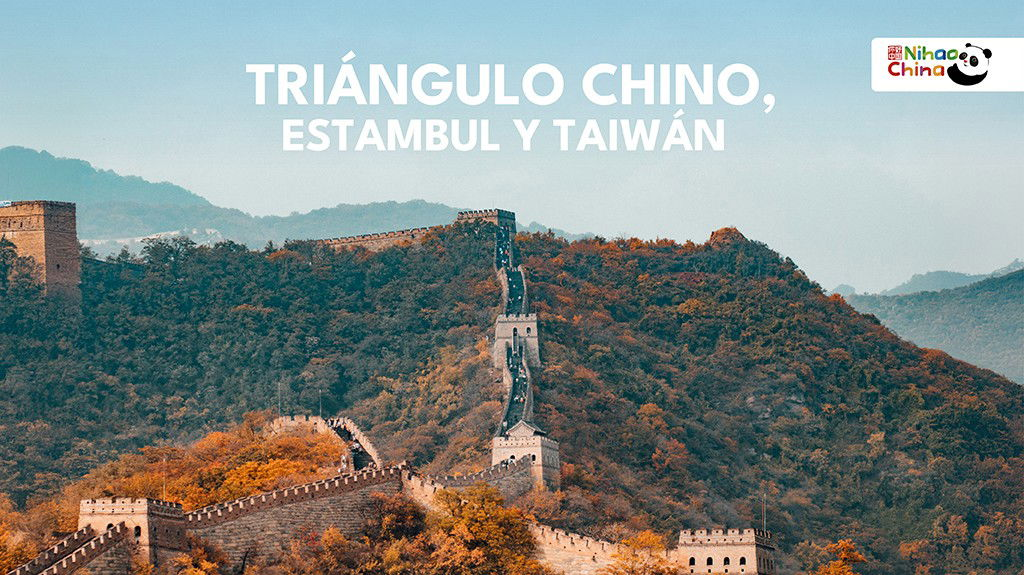 TRIÁNGULO CHINO,
ESTAMBUL Y TAIWÁN
Nihao
China